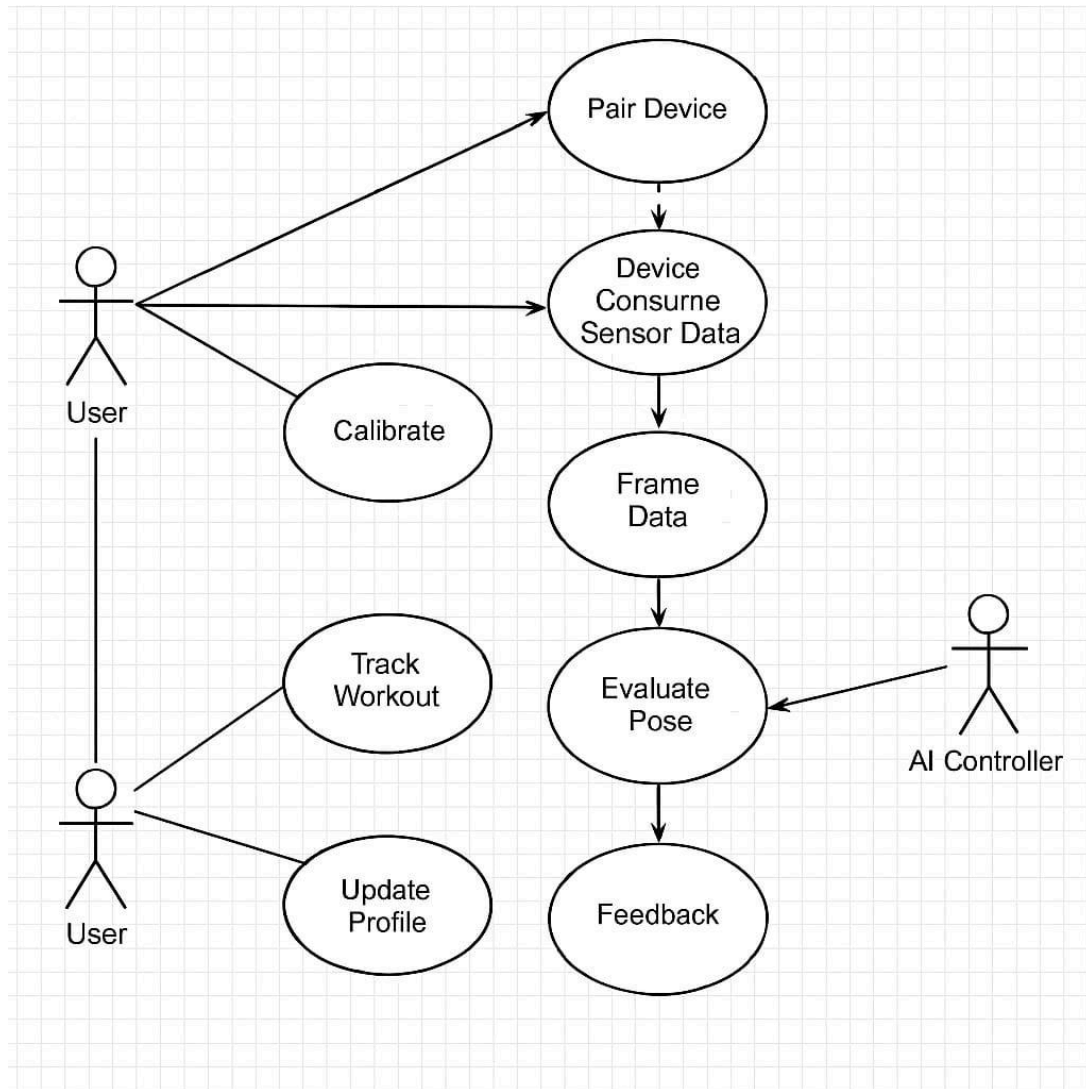 Pair Device
Device
Consurne
Sensor Data
User
Calibrate
Frame
Data
Track
Workout
Evaluate
Pose
AI Controller
User
Update
Profile
Feedback